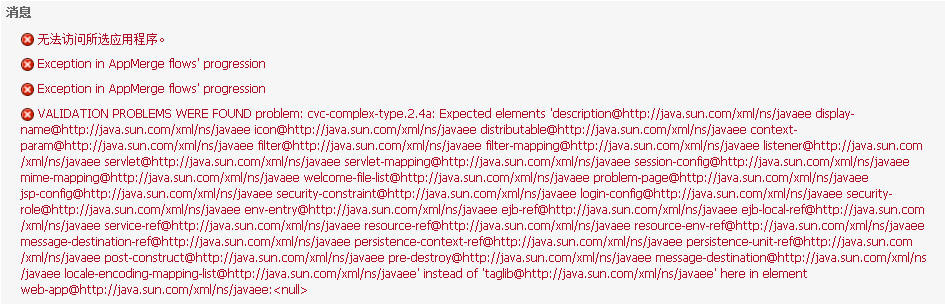 消息
无法访问所选应用程序。
Exception in AppMerge flows' progression
Exception in AppMerge flows' progression
VALIDATION PROBLEMS WERE FOUND problem: cvc-complex-type.2.4a: Expected elements 'description@http://java.sun.com/xml/ns/javaee display-
name@http://java.sun.com/xml/ns/javaee icon@http://java.sun.com/xml/ns/javaee distributable@http://java.sun.com/xml/ns/javaee context-
param@http://java.sun.com/xml/ns/javaee filter@http://java.sun.com/xml/ns/javaee filter-mapping@http://java.sun.com/xml/ns/javaee listener@http://java.sun.com
/xml/ns/javaee servlet@http://java.sun.com/xml/ns/javaee servlet-mapping@http://java.sun.com/xml/ns/javaee session-config@http://java.sun.com/xml/ns/javaee
mime-mapping@http://java.sun.com/xml/ns/javaee welcome-file-list@http://java.sun.com/xml/ns/javaee problem-page@http://java.sun.com/xml/ns/javaee
jsp-config@http://java.sun.com/xml/ns/javaee security-constraint@http://java.sun.com/xml/ns/javaee login-config@http://java.sun.com/xml/ns/javaee security-
role@http://java.sun.com/xml/ns/javaee env-entry@http://java.sun.com/xml/ns/javaee ejb-ref@http://java.sun.com/xml/ns/javaee ejb-local-ref@http://java.sun.com
/xml/ns/javaee service-ref@http://java.sun.com/xml/ns/javaee resource-ref@http://java.sun.com/xml/ns/javaee resource-env-ref@http://java.sun.com/xml/ns/javaee
message-destination-ref@http://java.sun.com/xml/ns/javaee persistence-context-ref@http://java.sun.com/xml/ns/javaee persistence-unit-ref@http://java.sun.com
/xml/ns/javaee post-construct@http://java.sun.com/xml/ns/javaee pre-destroy@http://java.sun.com/xml/ns/javaee message-destination@http://java.sun.com/xml/ns
/javaee locale-encoding-mapping-list@http://java.sun.com/xml/ns/javaee' instead of 'taglib@http://java.sun.com/xml/ns/javaee' here in element
web-app@http://java.sun.com/xml/ns/javaee:<null>